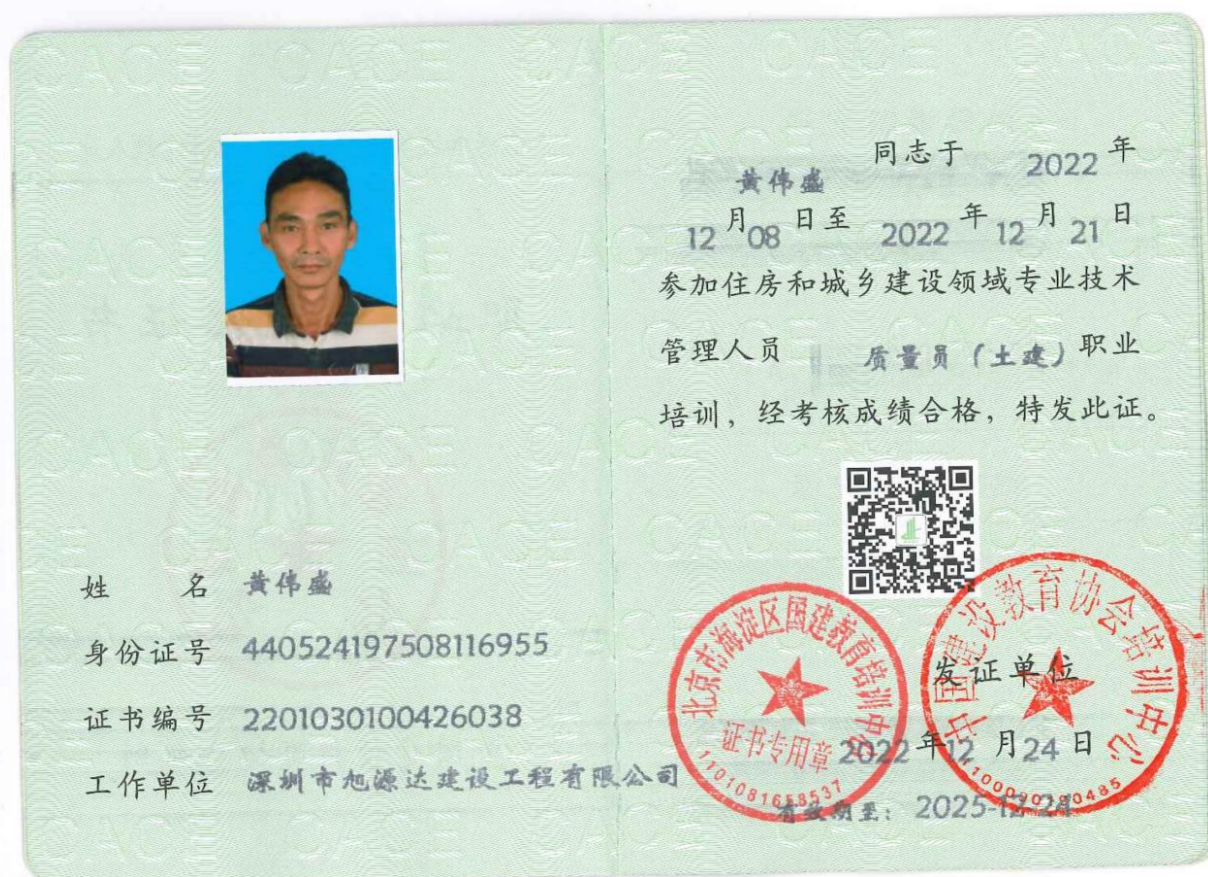 姓 名 黄伟盛
身份证号 440524197508116955
证书编号 2201030100426038
工作单位 深圳市旭源达建设工程有限公司
黄伟盛 同志于 2022 年
12 月 08 日至 2022 年 12 月 21 日
参加住房和城乡建设领域专业技术
管理人员 质量员（土建）职业
培训，经考核成绩合格，特发此证。
北京市海淀区国建教育培训中心
证书专用章
1101081658537
中国建设教育协会培训中心
发证单位
2022 年 12 月 24 日
有效期至：2025-12-24
CACE